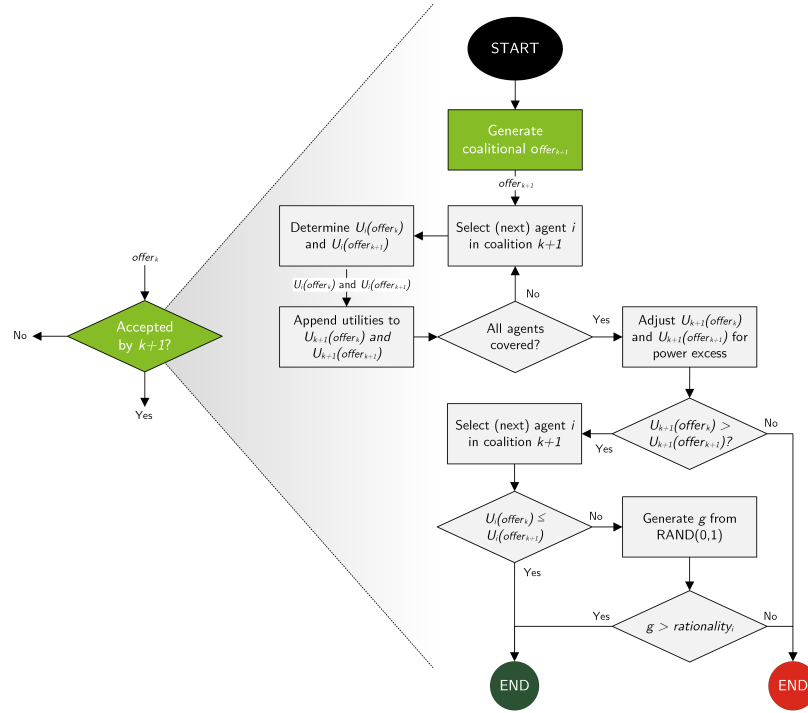 START
Generate
coalitional offerₖ₊₁
offerₖ₊₁
Select (next) agent i
in coalition k+1
Determine Uᵢ(offerₖ)
and Uᵢ(offerₖ₊₁)
Uᵢ(offerₖ) and Uᵢ(offerₖ₊₁)
Append utilities to
Uₖ₊₁(offerₖ) and
Uₖ₊₁(offerₖ₊₁)
All agents
covered?
No
Yes
Adjust Uₖ₊₁(offerₖ)
and Uₖ₊₁(offerₖ₊₁) for
power excess
Uₖ₊₁(offerₖ) >
Uₖ₊₁(offerₖ₊₁)?
No
Yes
Select (next) agent i
in coalition k+1
Uᵢ(offerₖ) ≤
Uᵢ(offerₖ₊₁)
No
Yes
Generate g from
RAND(0,1)
g > rationalityᵢ
Yes
No
END
END
offerₖ
Accepted
by k+1?
No
Yes